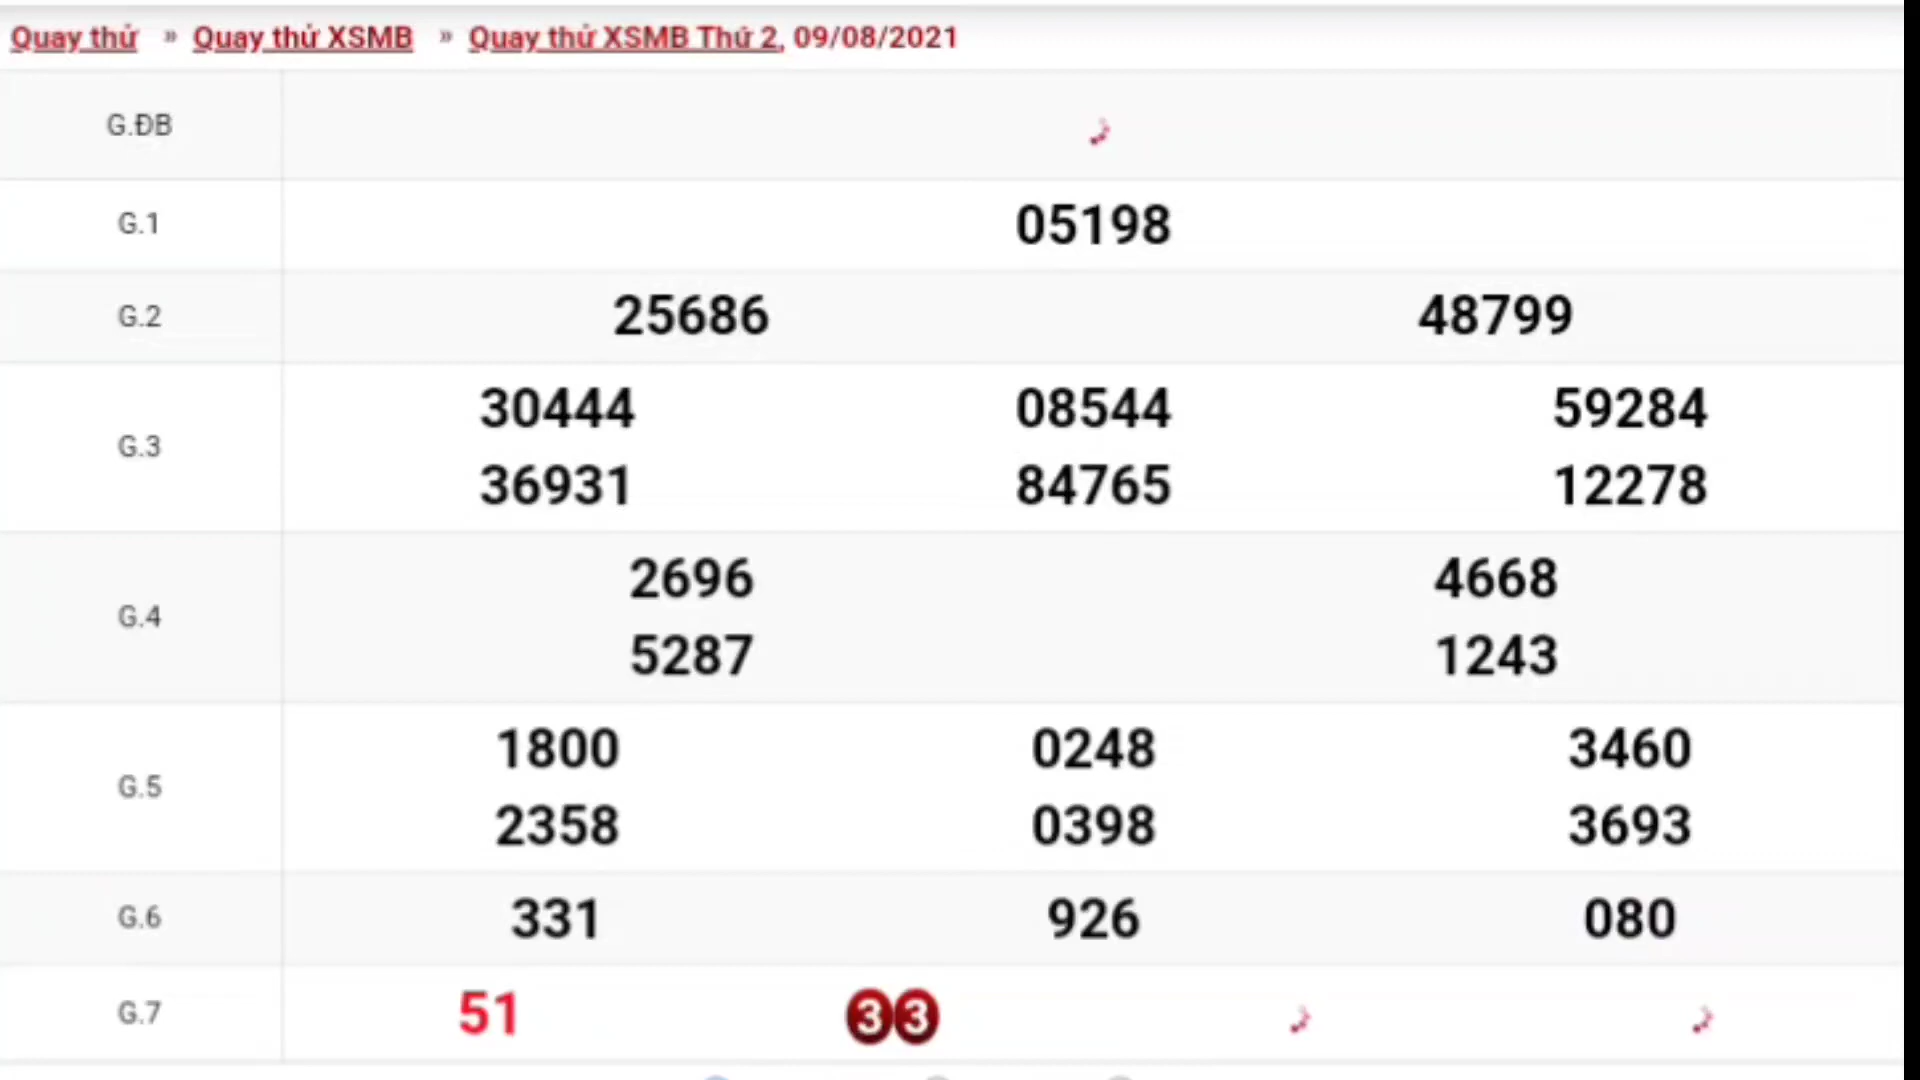 Quay thử » Quay thử XSMB » Quay thử XSMB Thứ 2, 09/08/2021
G.ĐB
G.1 05198
G.2 25686 48799
G.3 30444 08544 59284
36931 84765 12278
G.4 2696 4668
5287 1243
G.5 1800 0248 3460
2358 0398 3693
G.6 331 926 080
G.7 51 33